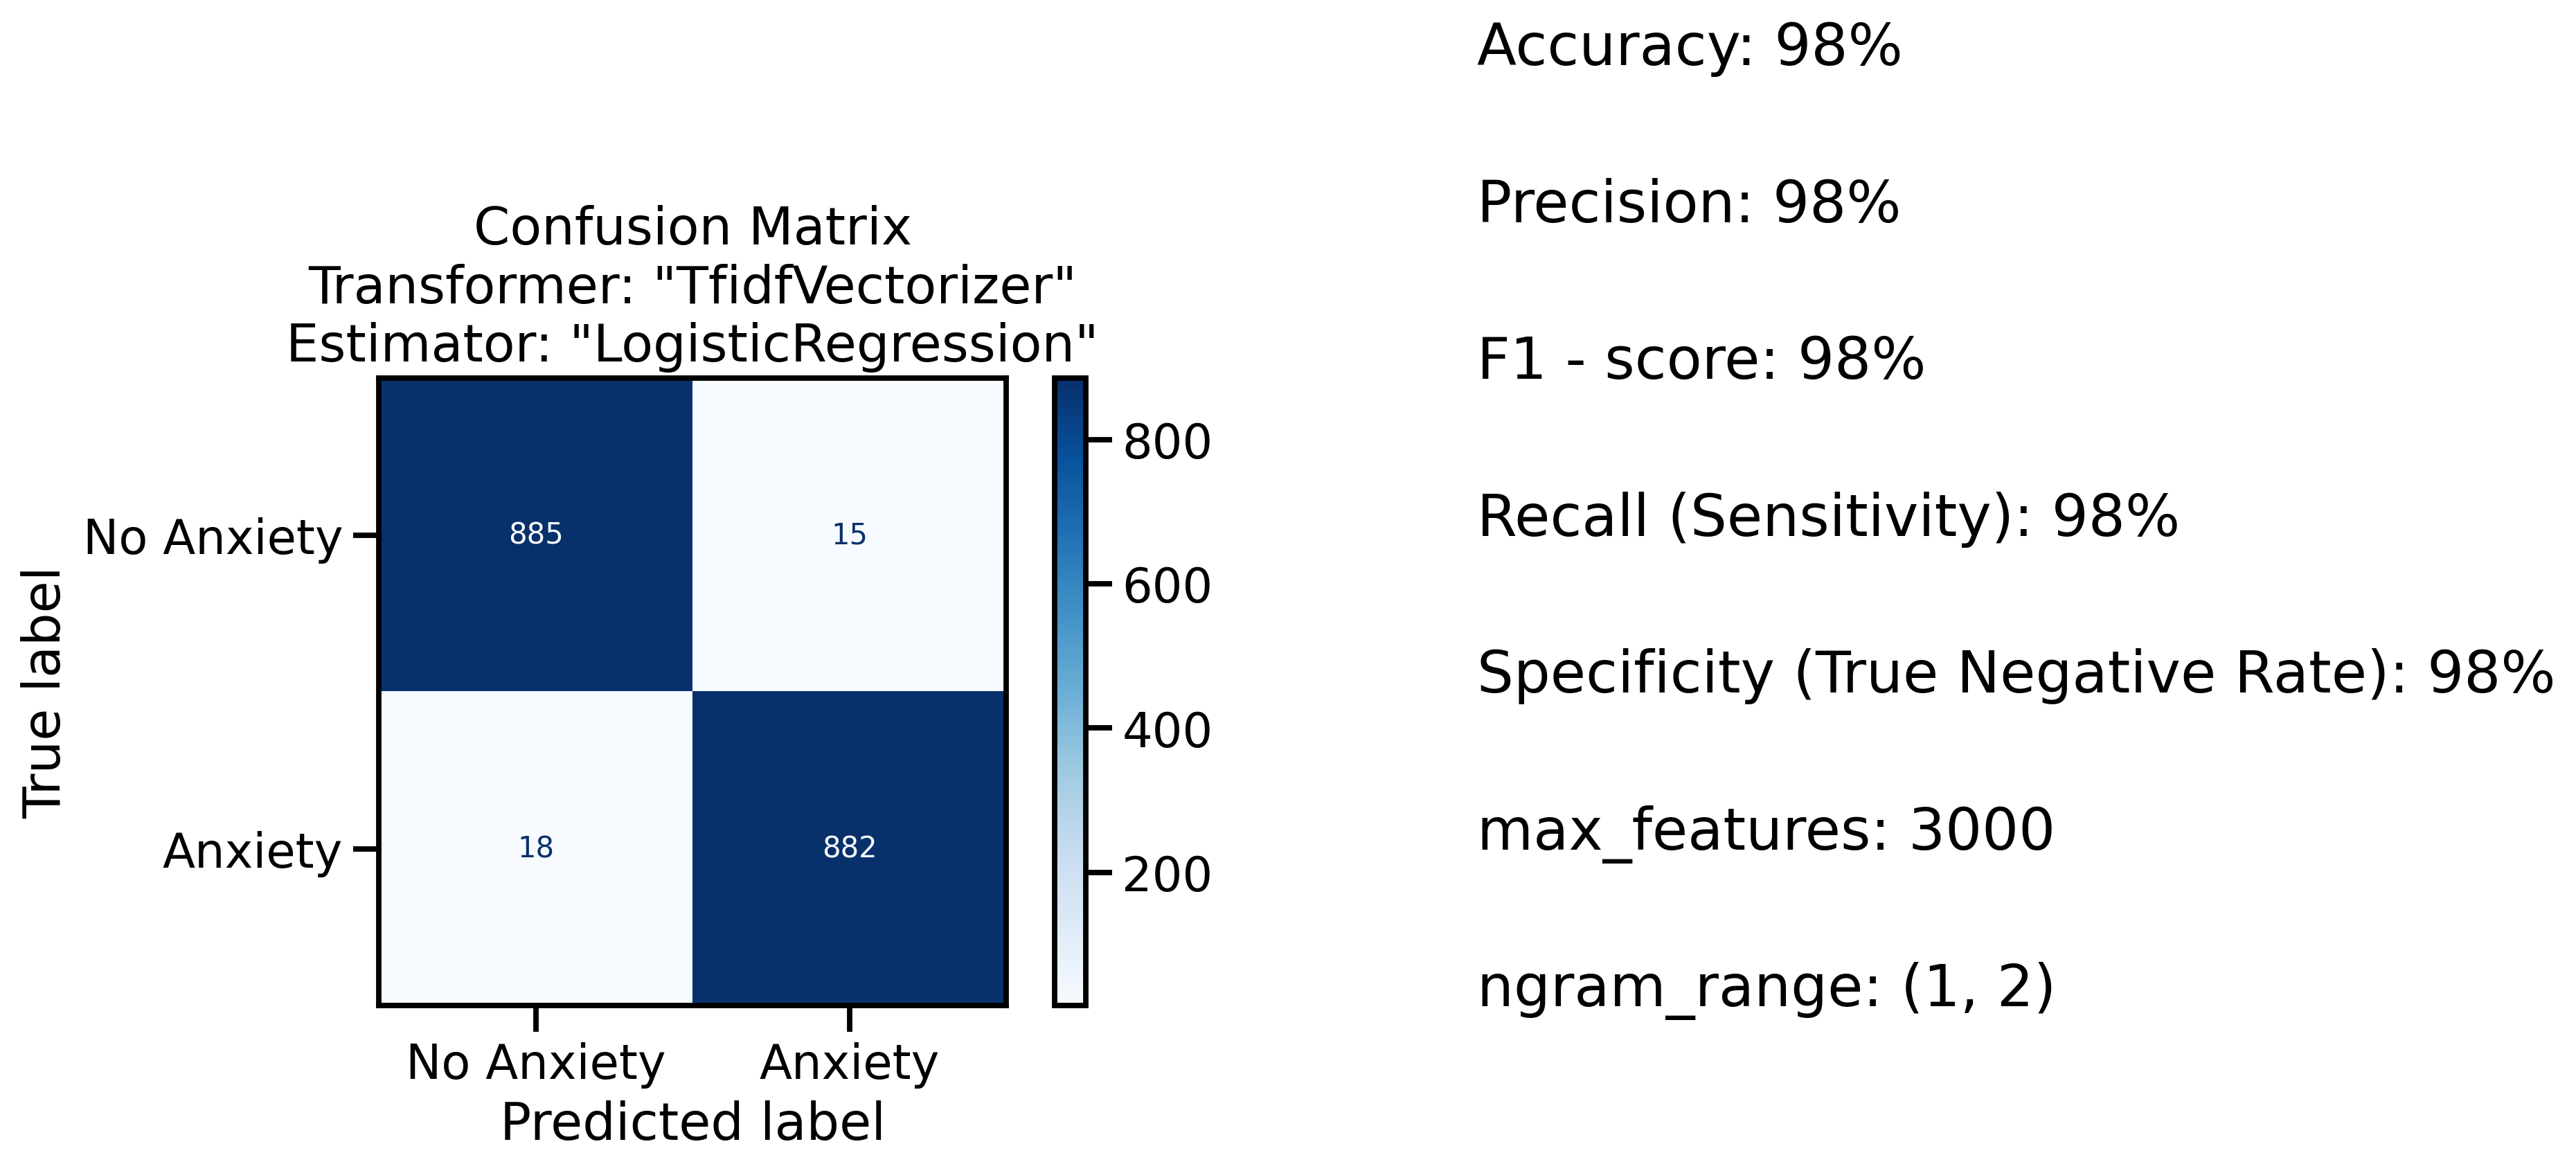 Confusion Matrix
Transformer: "TfidfVectorizer"
Estimator: "LogisticRegression"
True label
No Anxiety
Anxiety
885
15
18
882
No Anxiety
Anxiety
Predicted label
800
600
400
200
Accuracy: 98%
Precision: 98%
F1 - score: 98%
Recall (Sensitivity): 98%
Specificity (True Negative Rate): 98%
max_features: 3000
ngram_range: (1, 2)